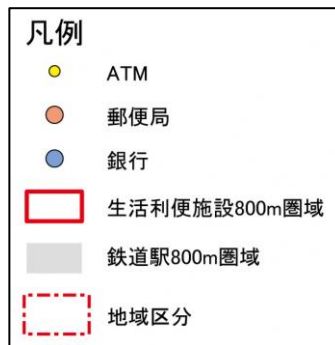 凡例
ATM
郵便局
銀行
生活利便施設800m圏域
鉄道駅800m圏域
地域区分